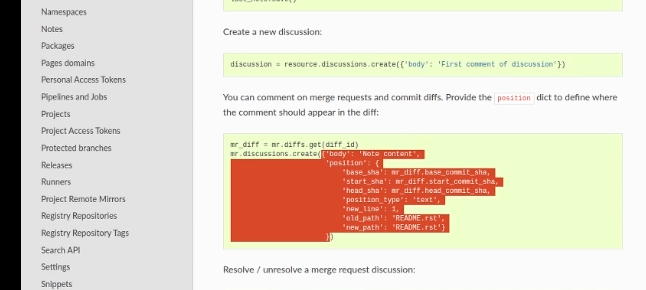 Namespaces
Notes
Packages
Pages domains
Personal Access Tokens
Pipelines and Jobs
Projects
Project Access Tokens
Protected branches
Releases
Runners
Project Remote Mirrors
Registry Repositories
Registry Repository Tags
Search API
Settings
Snippets
Create a new discussion:
discussion = resource.discussions.create({'body': 'First comment of discussion'})
You can comment on merge requests and commit diffs. Provide the position dict to define where
the comment should appear in the diff:
mr_diff = mr.diffs.get(diff_id)
mr.discussions.create({'body': 'Note content',
'position': {
'base_sha': mr_diff.base_commit_sha,
'start_sha': mr_diff.start_commit_sha,
'head_sha': mr_diff.head_commit_sha,
'position_type': 'text',
'new_line': 1,
'old_path': 'README.rst',
'new_path': 'README.rst'}
})
Resolve / unresolve a merge request discussion: